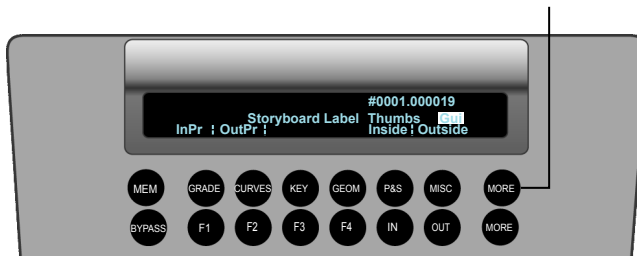 #0001.000019
Storyboard Label Thumbs Gui
InPr ¦ OutPr ¦ Inside ¦ Outside
MEM GRADE CURVES KEY GEOM P&S MISC MORE
BYPASS F1 F2 F3 F4 IN OUT MORE